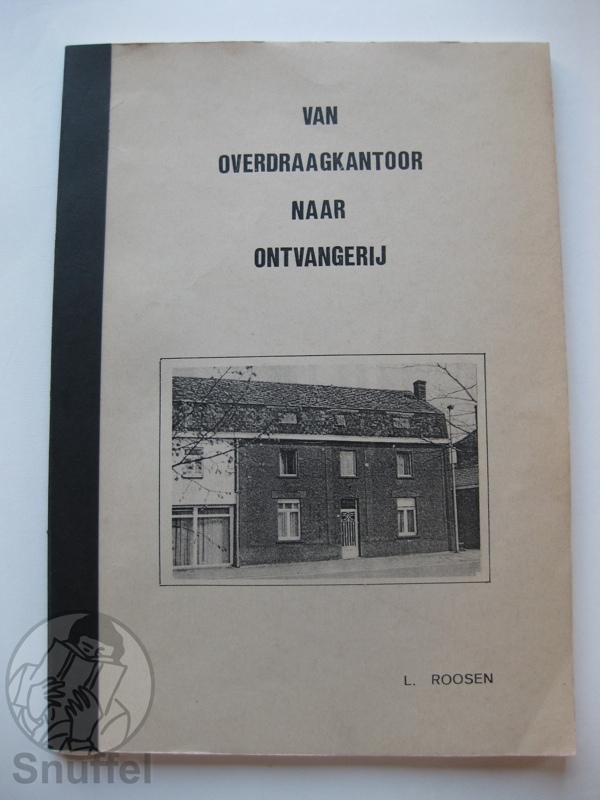 VAN
OVERDRAAGKANTOOR
NAAR
ONTVANGERIJ
L. ROOSEN
Snuffel